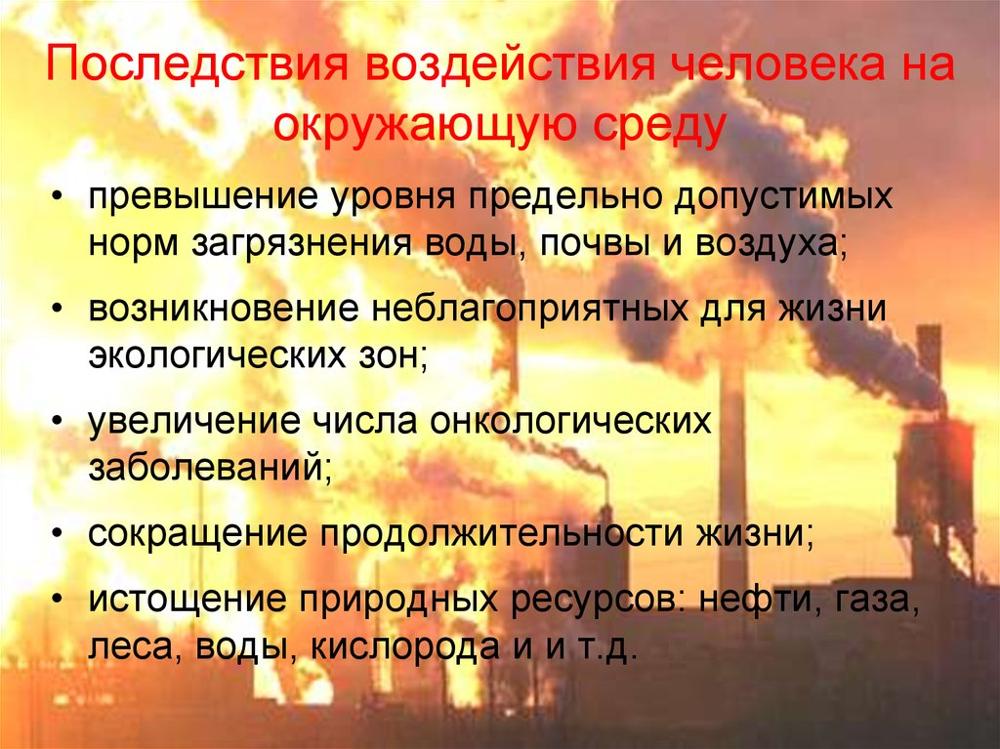 Последствия воздействия человека на
окружающую среду
• превышение уровня предельно допустимых
норм загрязнения воды, почвы и воздуха;
• возникновение неблагоприятных для жизни
экологических зон;
• увеличение числа онкологических
заболеваний;
• сокращение продолжительности жизни;
• истощение природных ресурсов: нефти, газа,
леса, воды, кислорода и и т.д.